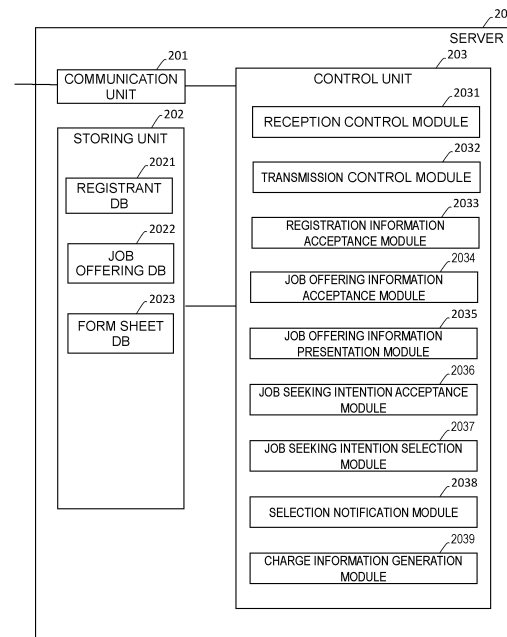 20
SERVER
201
COMMUNICATION
UNIT
202
STORING UNIT
2021
REGISTRANT
DB
2022
JOB
OFFERING DB
2023
FORM SHEET
DB
203
CONTROL UNIT
2031
RECEPTION CONTROL MODULE
2032
TRANSMISSION CONTROL MODULE
2033
REGISTRATION INFORMATION
ACCEPTANCE MODULE
2034
JOB OFFERING INFORMATION
ACCEPTANCE MODULE
2035
JOB OFFERING INFORMATION
PRESENTATION MODULE
2036
JOB SEEKING INTENTION ACCEPTANCE
MODULE
2037
JOB SEEKING INTENTION SELECTION
MODULE
2038
SELECTION NOTIFICATION MODULE
2039
CHARGE INFORMATION GENERATION
MODULE